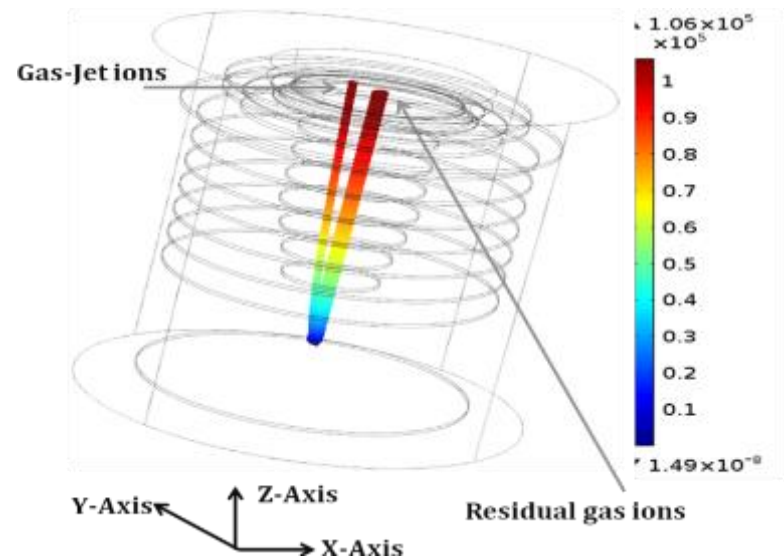 ▲ 1.06×10⁵
×10⁵
Gas-Jet ions
1
0.9
0.8
0.7
0.6
0.5
0.4
0.3
0.2
0.1
▼ 1.49×10⁻⁸
Y-Axis
Z-Axis
X-Axis
Residual gas ions